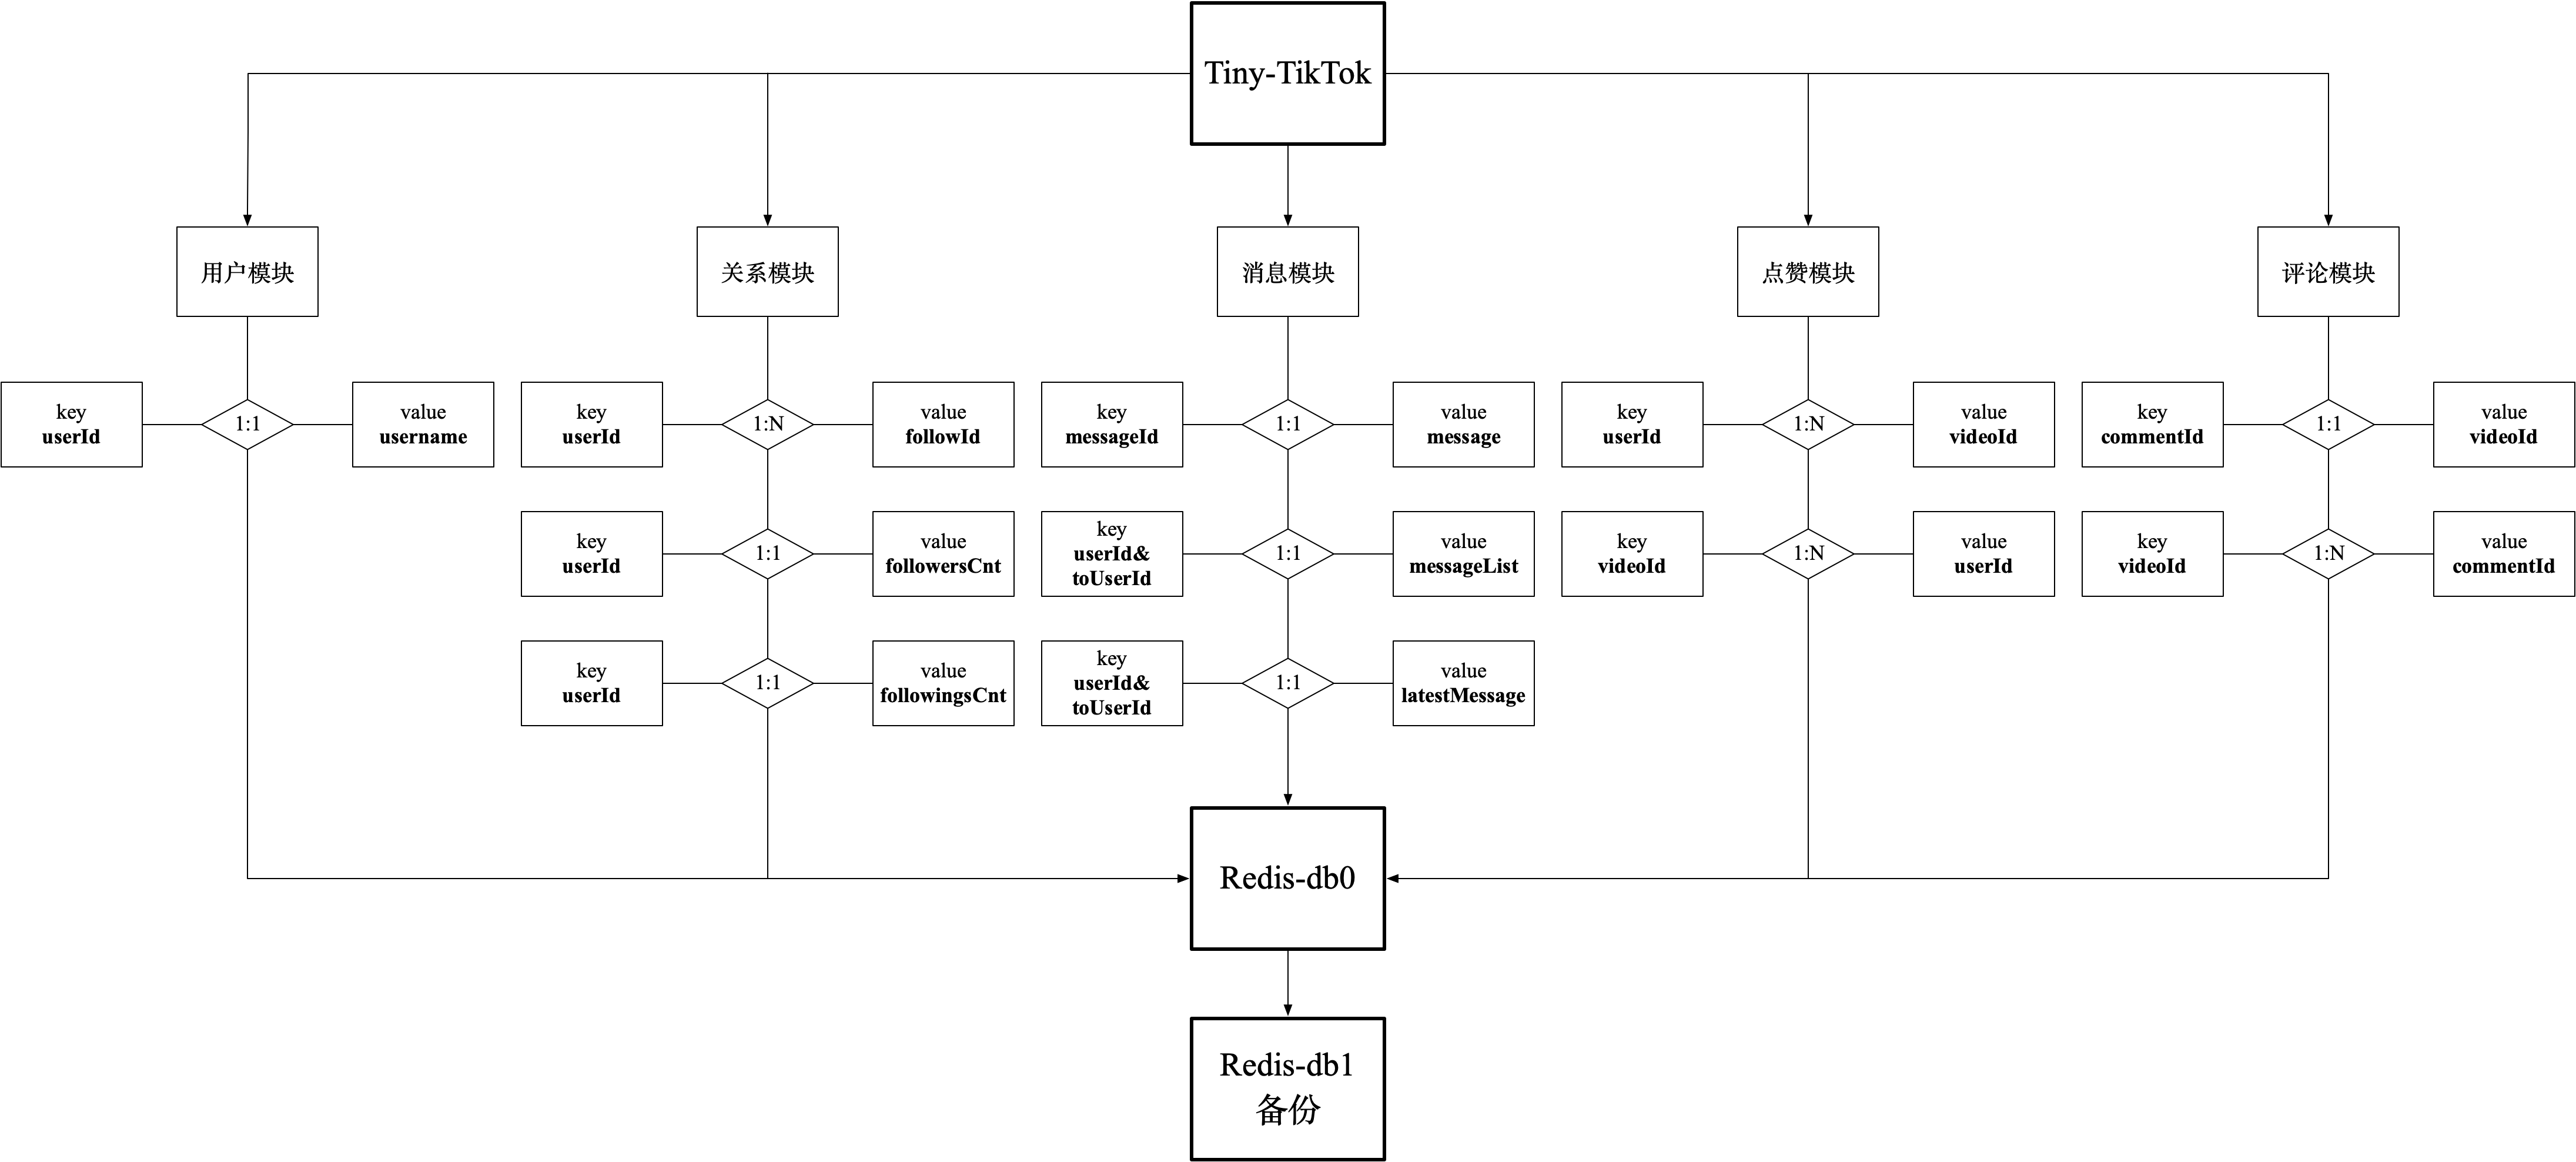 Tiny-TikTok
用户模块
关系模块
消息模块
点赞模块
评论模块
key
userId
1:1
value
username
key
userId
1:N
value
followId
key
messageId
1:1
value
message
key
userId
1:N
value
videoId
key
commentId
1:1
value
videoId
key
userId
1:1
value
followersCnt
key
userId&
toUserId
1:1
value
messageList
key
videoId
1:N
value
userId
key
videoId
1:N
value
commentId
key
userId
1:1
value
followingsCnt
key
userId&
toUserId
1:1
value
latestMessage
Redis-db0
Redis-db1
备份